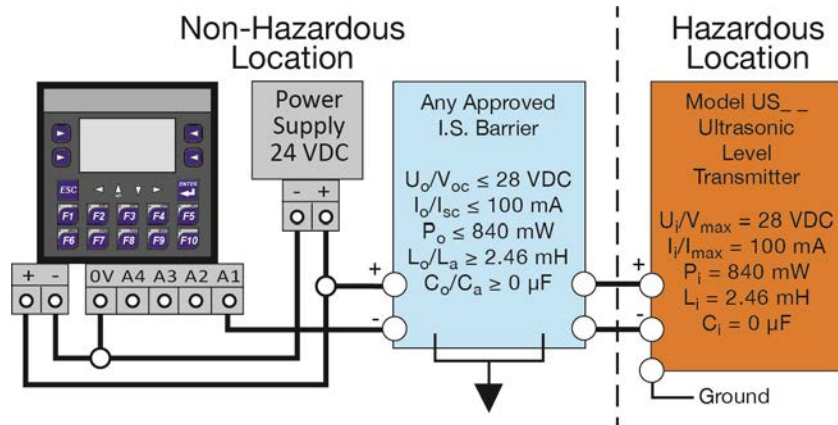 Non-Hazardous
Location
Hazardous
Location
Power
Supply
24 VDC
- +
Any Approved
I.S. Barrier
Uₒ/Vₒc ≤ 28 VDC
Iₒ/Isc ≤ 100 mA
Pₒ ≤ 840 mW
Lₒ/Lₐ ≥ 2.46 mH
Cₒ/Cₐ ≥ 0 µF
Model US_ _
Ultrasonic
Level
Transmitter
Uᵢ/Vmax = 28 VDC
Iᵢ/Imax = 100 mA
Pᵢ = 840 mW
Lᵢ = 2.46 mH
Cᵢ = 0 µF
ESC
ENTER
F1 F2 F3 F4 F5
F6 F7 F8 F9 F10
+ - 0V A4 A3 A2 A1
+
-
+
-
Ground